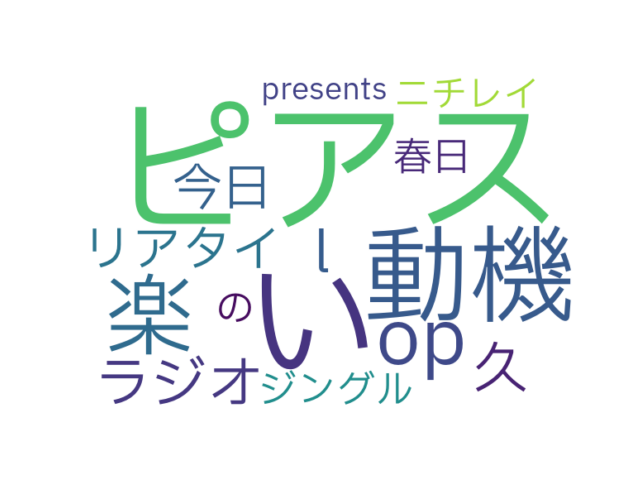 presents ニチレイ
ピアス
春日
今日
リアタイ l 動機
楽 の い op
ラジオ ジングル 久